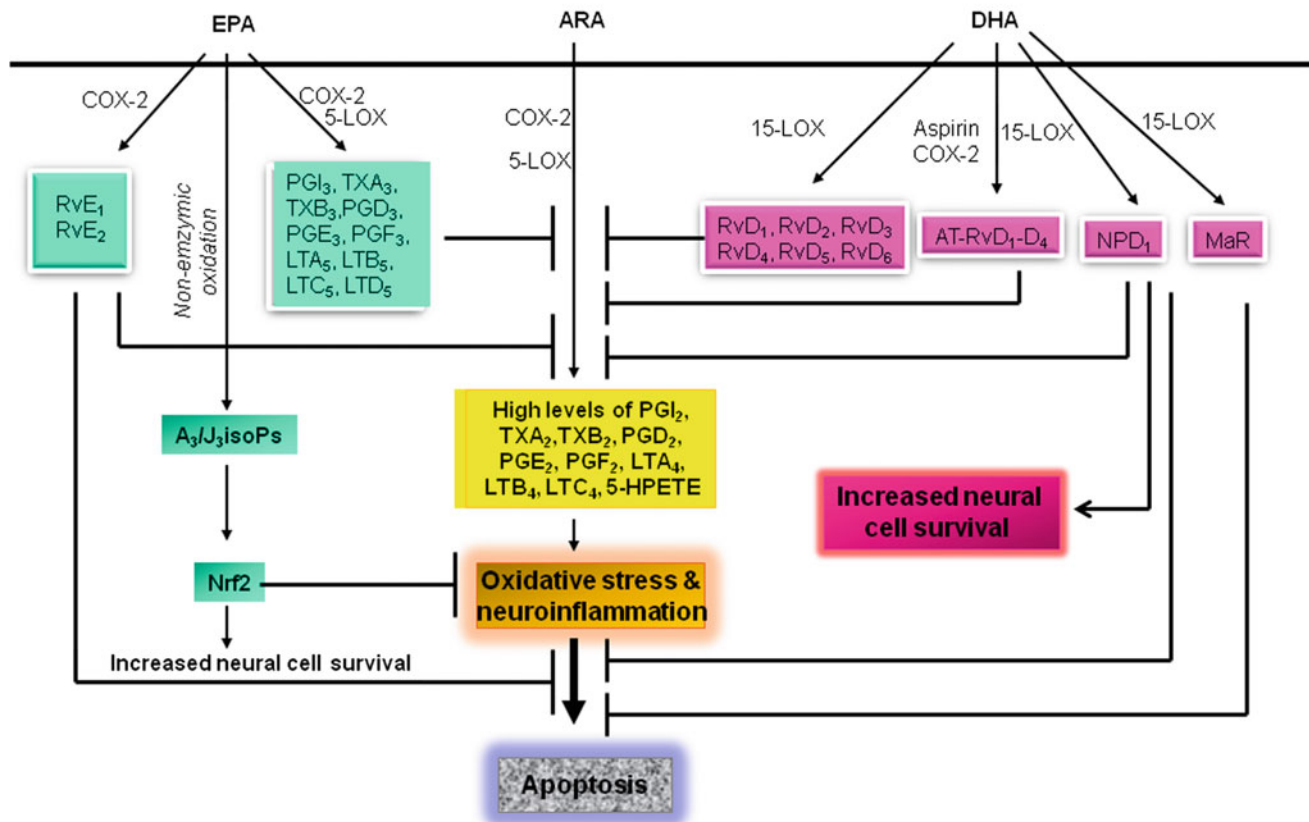 EPA
ARA
DHA
COX-2
COX-2
5-LOX
COX-2
5-LOX
15-LOX
Aspirin
COX-2
15-LOX
15-LOX
RvE₁
RvE₂
Non-emzymic
oxidation
PGI₃, TXA₃,
TXB₃,PGD₃,
PGE₃, PGF₃,
LTA₅, LTB₅,
LTC₅, LTD₅
RvD₁, RvD₂, RvD₃
RvD₄, RvD₅, RvD₆
AT-RvD₁-D₄
NPD₁
MaR
A₃/J₃isoPs
High levels of PGI₂,
TXA₂,TXB₂, PGD₂,
PGE₂, PGF₂, LTA₄,
LTB₄, LTC₄, 5-HPETE
Increased neural
cell survival
Nrf2
Oxidative stress &
neuroinflammation
Increased neural cell survival
Apoptosis